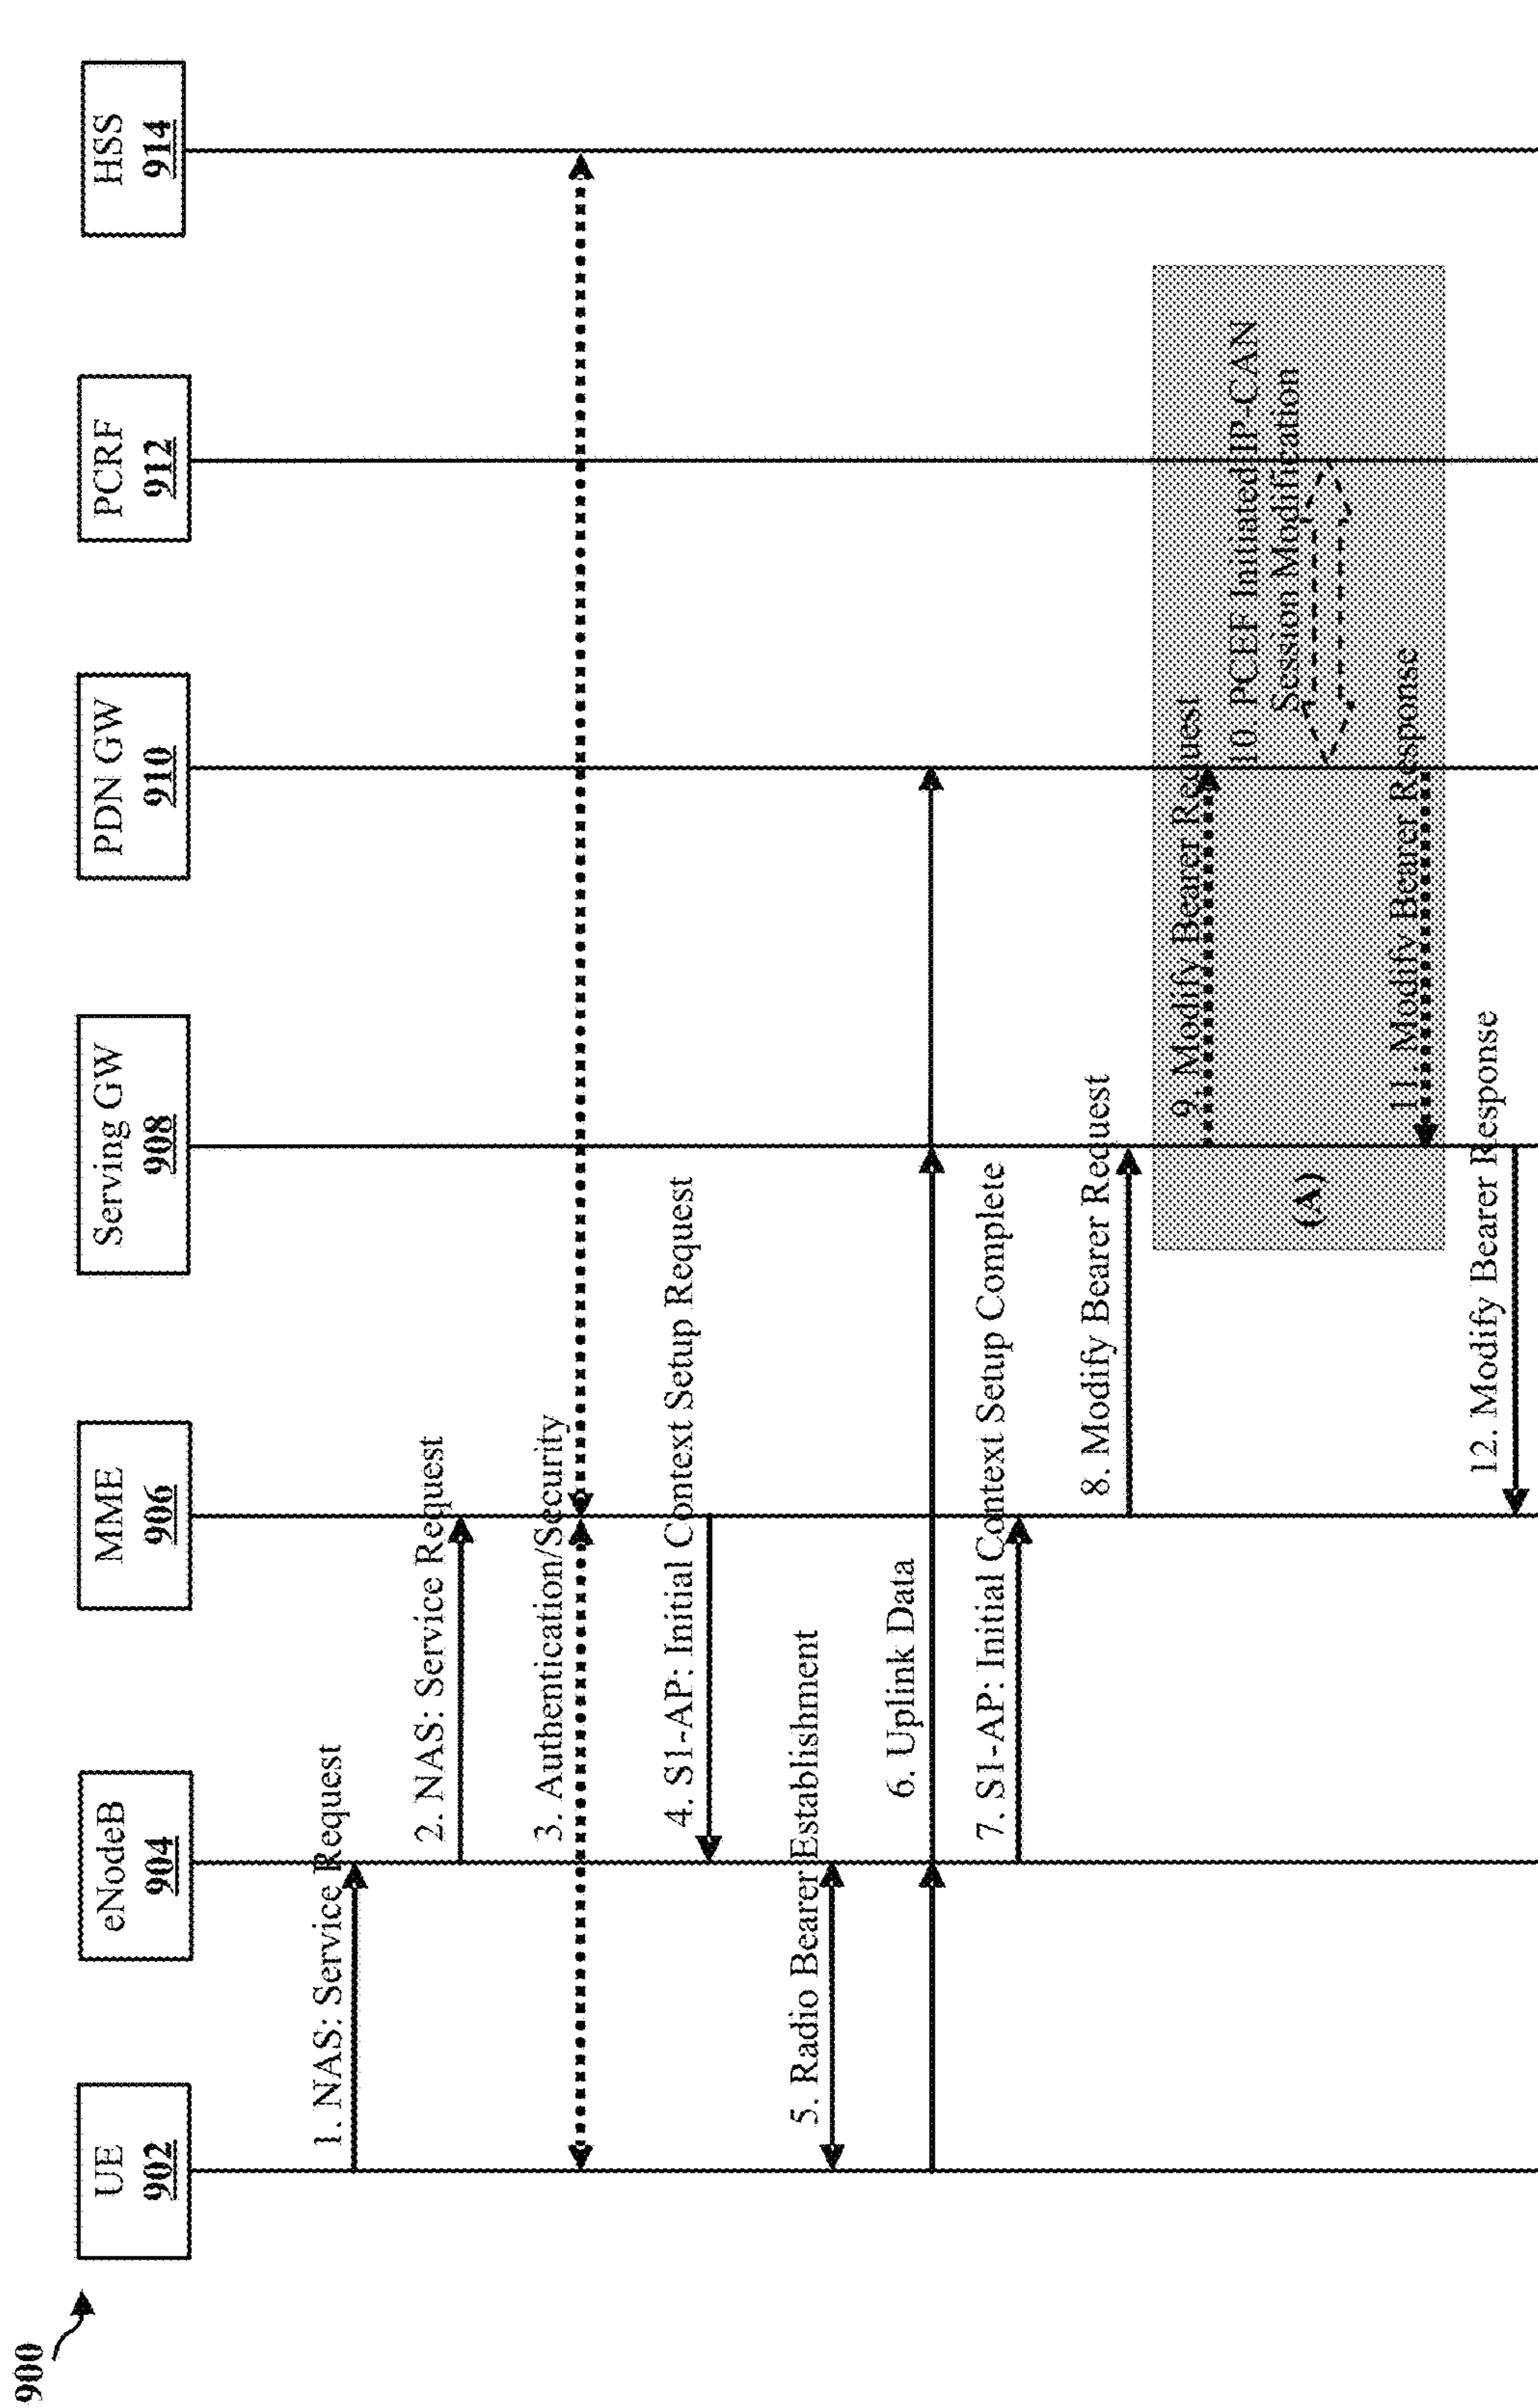 900
UE
902
eNodeB
904
MME
906
Serving GW
908
PDN GW
910
PCRF
912
HSS
914
1. NAS: Service Request
2. NAS: Service Request
3. Authentication/Security
4. S1-AP: Initial Context Setup Request
5. Radio Bearer Establishment
6. Uplink Data
7. S1-AP: Initial Context Setup Complete
8. Modify Bearer Request
(A)
9. Modify Bearer Request
10. PCEF Initiated IP-CAN
Session Modification
11. Modify Bearer Response
12. Modify Bearer Response